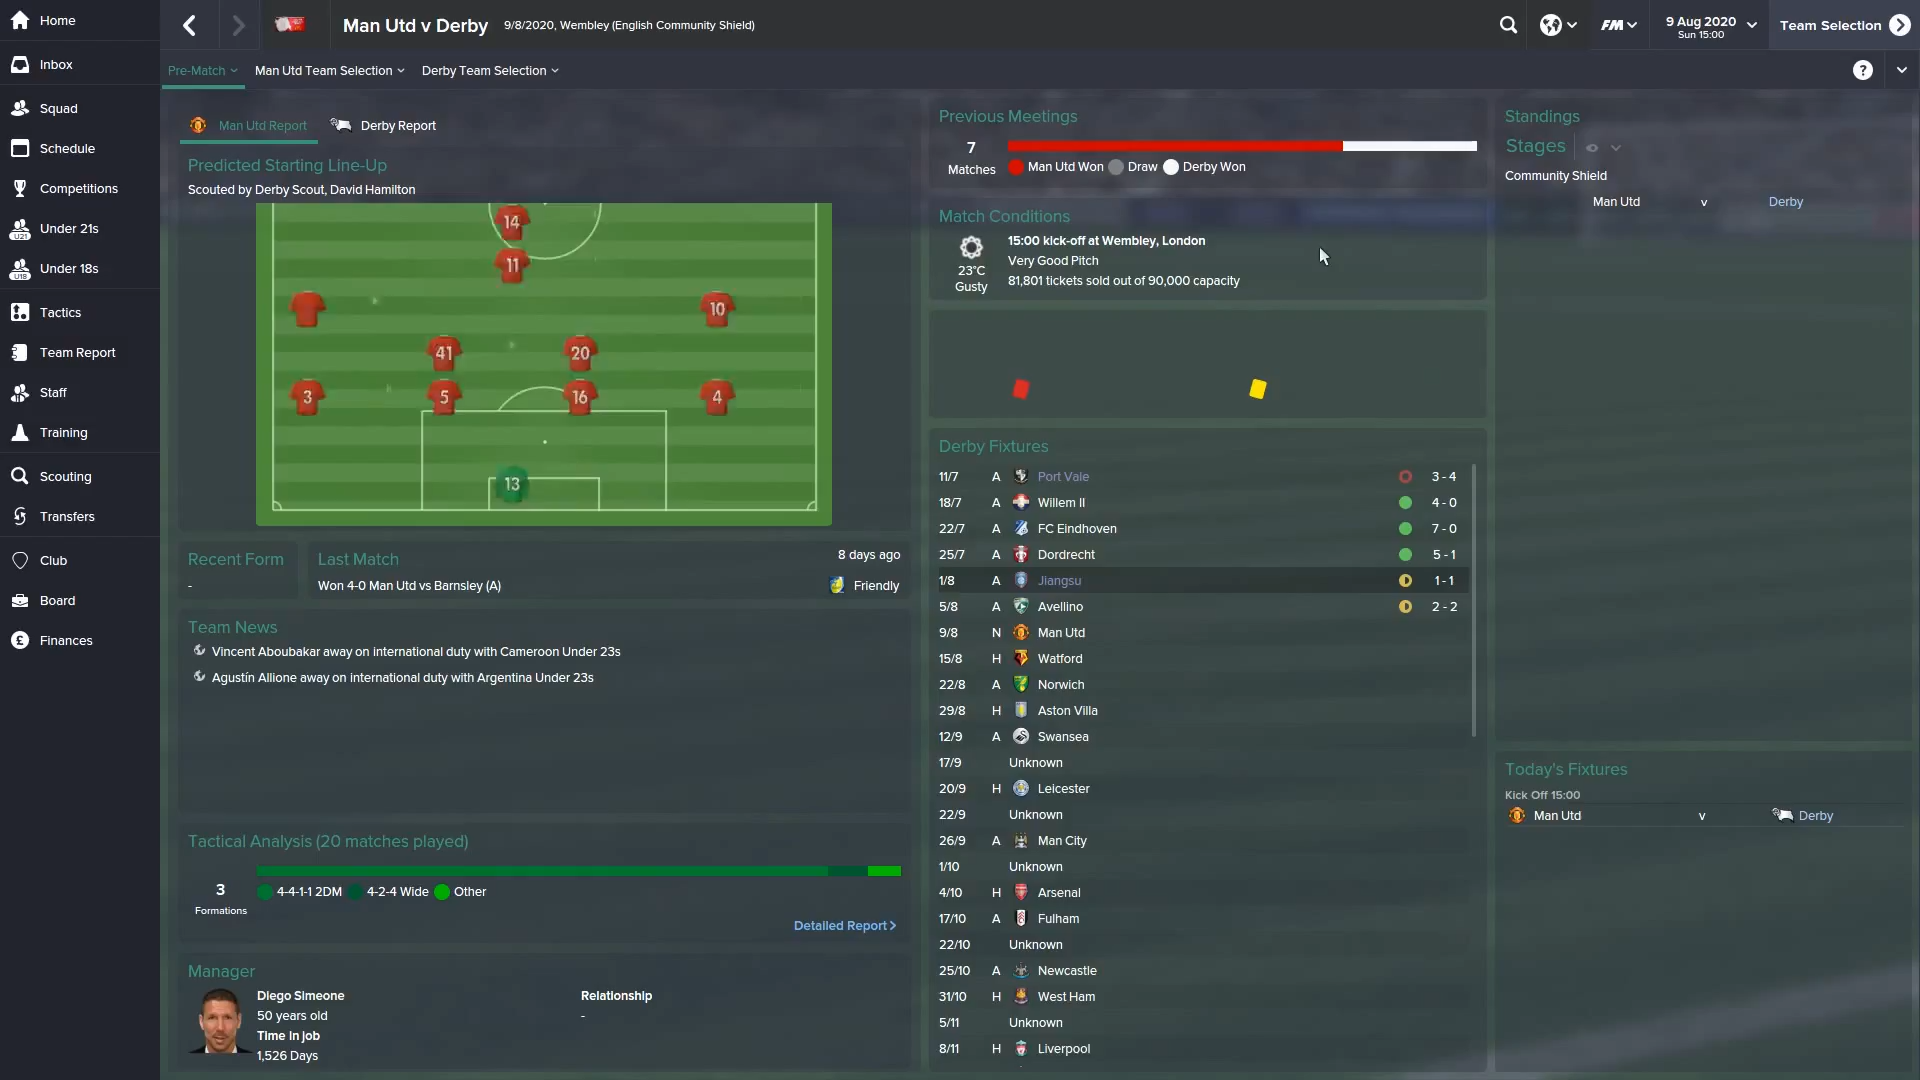 Home
Inbox
Squad
Schedule
Competitions
U21 Under 21s
U18 Under 18s
Tactics
Team Report
Staff
Training
Scouting
Transfers
Club
Board
Finances
Man Utd v Derby 9/8/2020, Wembley (English Community Shield)
FM
9 Aug 2020
Sun 15:00
Team Selection
Pre-Match Man Utd Team Selection Derby Team Selection
?
Man Utd Report Derby Report
Predicted Starting Line-Up
Scouted by Derby Scout, David Hamilton
14
11
10
41 20
3 5 16 4
13
Recent Form
-
Last Match 8 days ago
Won 4-0 Man Utd vs Barnsley (A) Friendly
Team News
Vincent Aboubakar away on international duty with Cameroon Under 23s
Agustín Allione away on international duty with Argentina Under 23s
Tactical Analysis (20 matches played)
3
Formations
4-4-1-1 2DM 4-2-4 Wide Other
Detailed Report >
Manager
Diego Simeone
50 years old
Time in job
1,526 Days
Relationship
-
Previous Meetings
7
Matches
Man Utd Won Draw Derby Won
Match Conditions
23°C
Gusty
15:00 kick-off at Wembley, London
Very Good Pitch
81,801 tickets sold out of 90,000 capacity
Derby Fixtures
11/7 A Port Vale 3 - 4
18/7 A Willem II 4 - 0
22/7 A FC Eindhoven 7 - 0
25/7 A Dordrecht 5 - 1
1/8 A Jiangsu 1 - 1
5/8 A Avellino 2 - 2
9/8 N Man Utd
15/8 H Watford
22/8 A Norwich
29/8 H Aston Villa
12/9 A Swansea
17/9 Unknown
20/9 H Leicester
22/9 Unknown
26/9 A Man City
1/10 Unknown
4/10 H Arsenal
17/10 A Fulham
22/10 Unknown
25/10 A Newcastle
31/10 H West Ham
5/11 Unknown
8/11 H Liverpool
Standings
Stages
Community Shield
Man Utd v Derby
Today's Fixtures
Kick Off 15:00
Man Utd v Derby